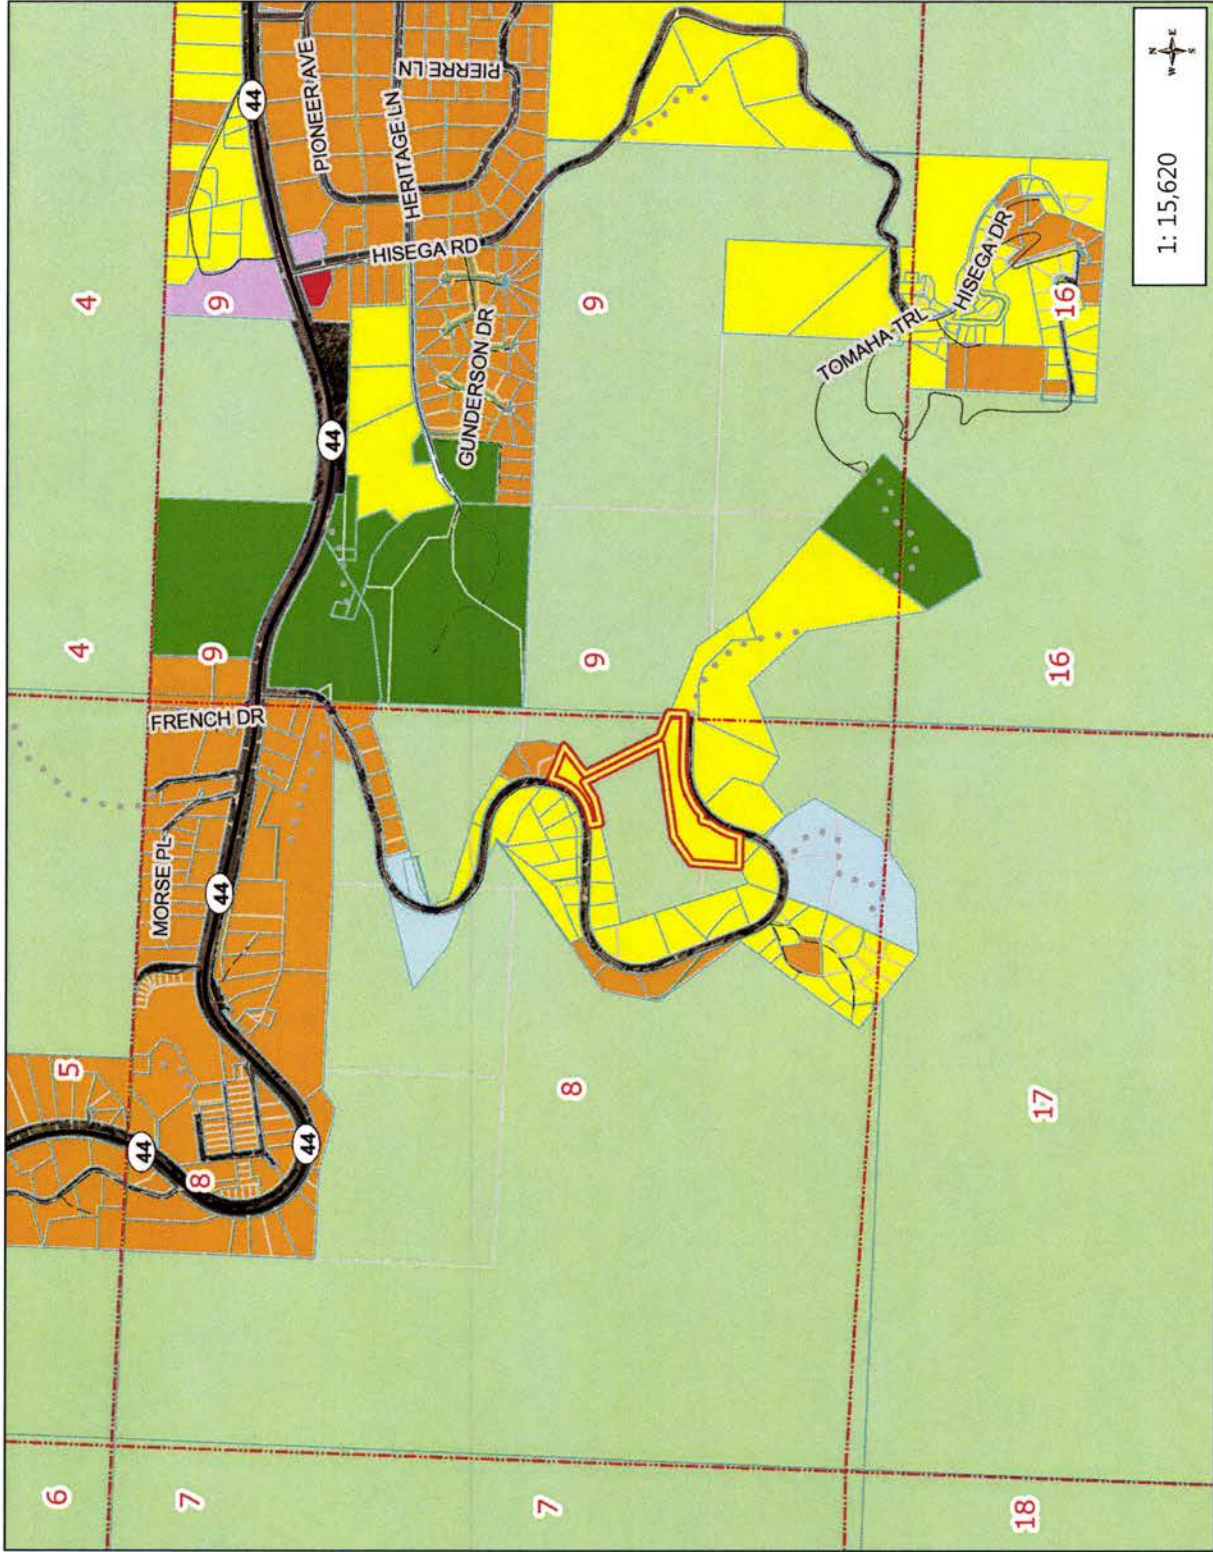 6
5
4
4
7
8
9
9
44
44
44
44
44
MORSE PL
FRENCH DR
PIONEER AVE
HERITAGE LN
PIERRE LN
HISEGA RD
GUNDERSON DR
7
8
9
9
TOMAHA TRL
HISEGA DR
18
17
16
16
N
W E
S
1: 15,620